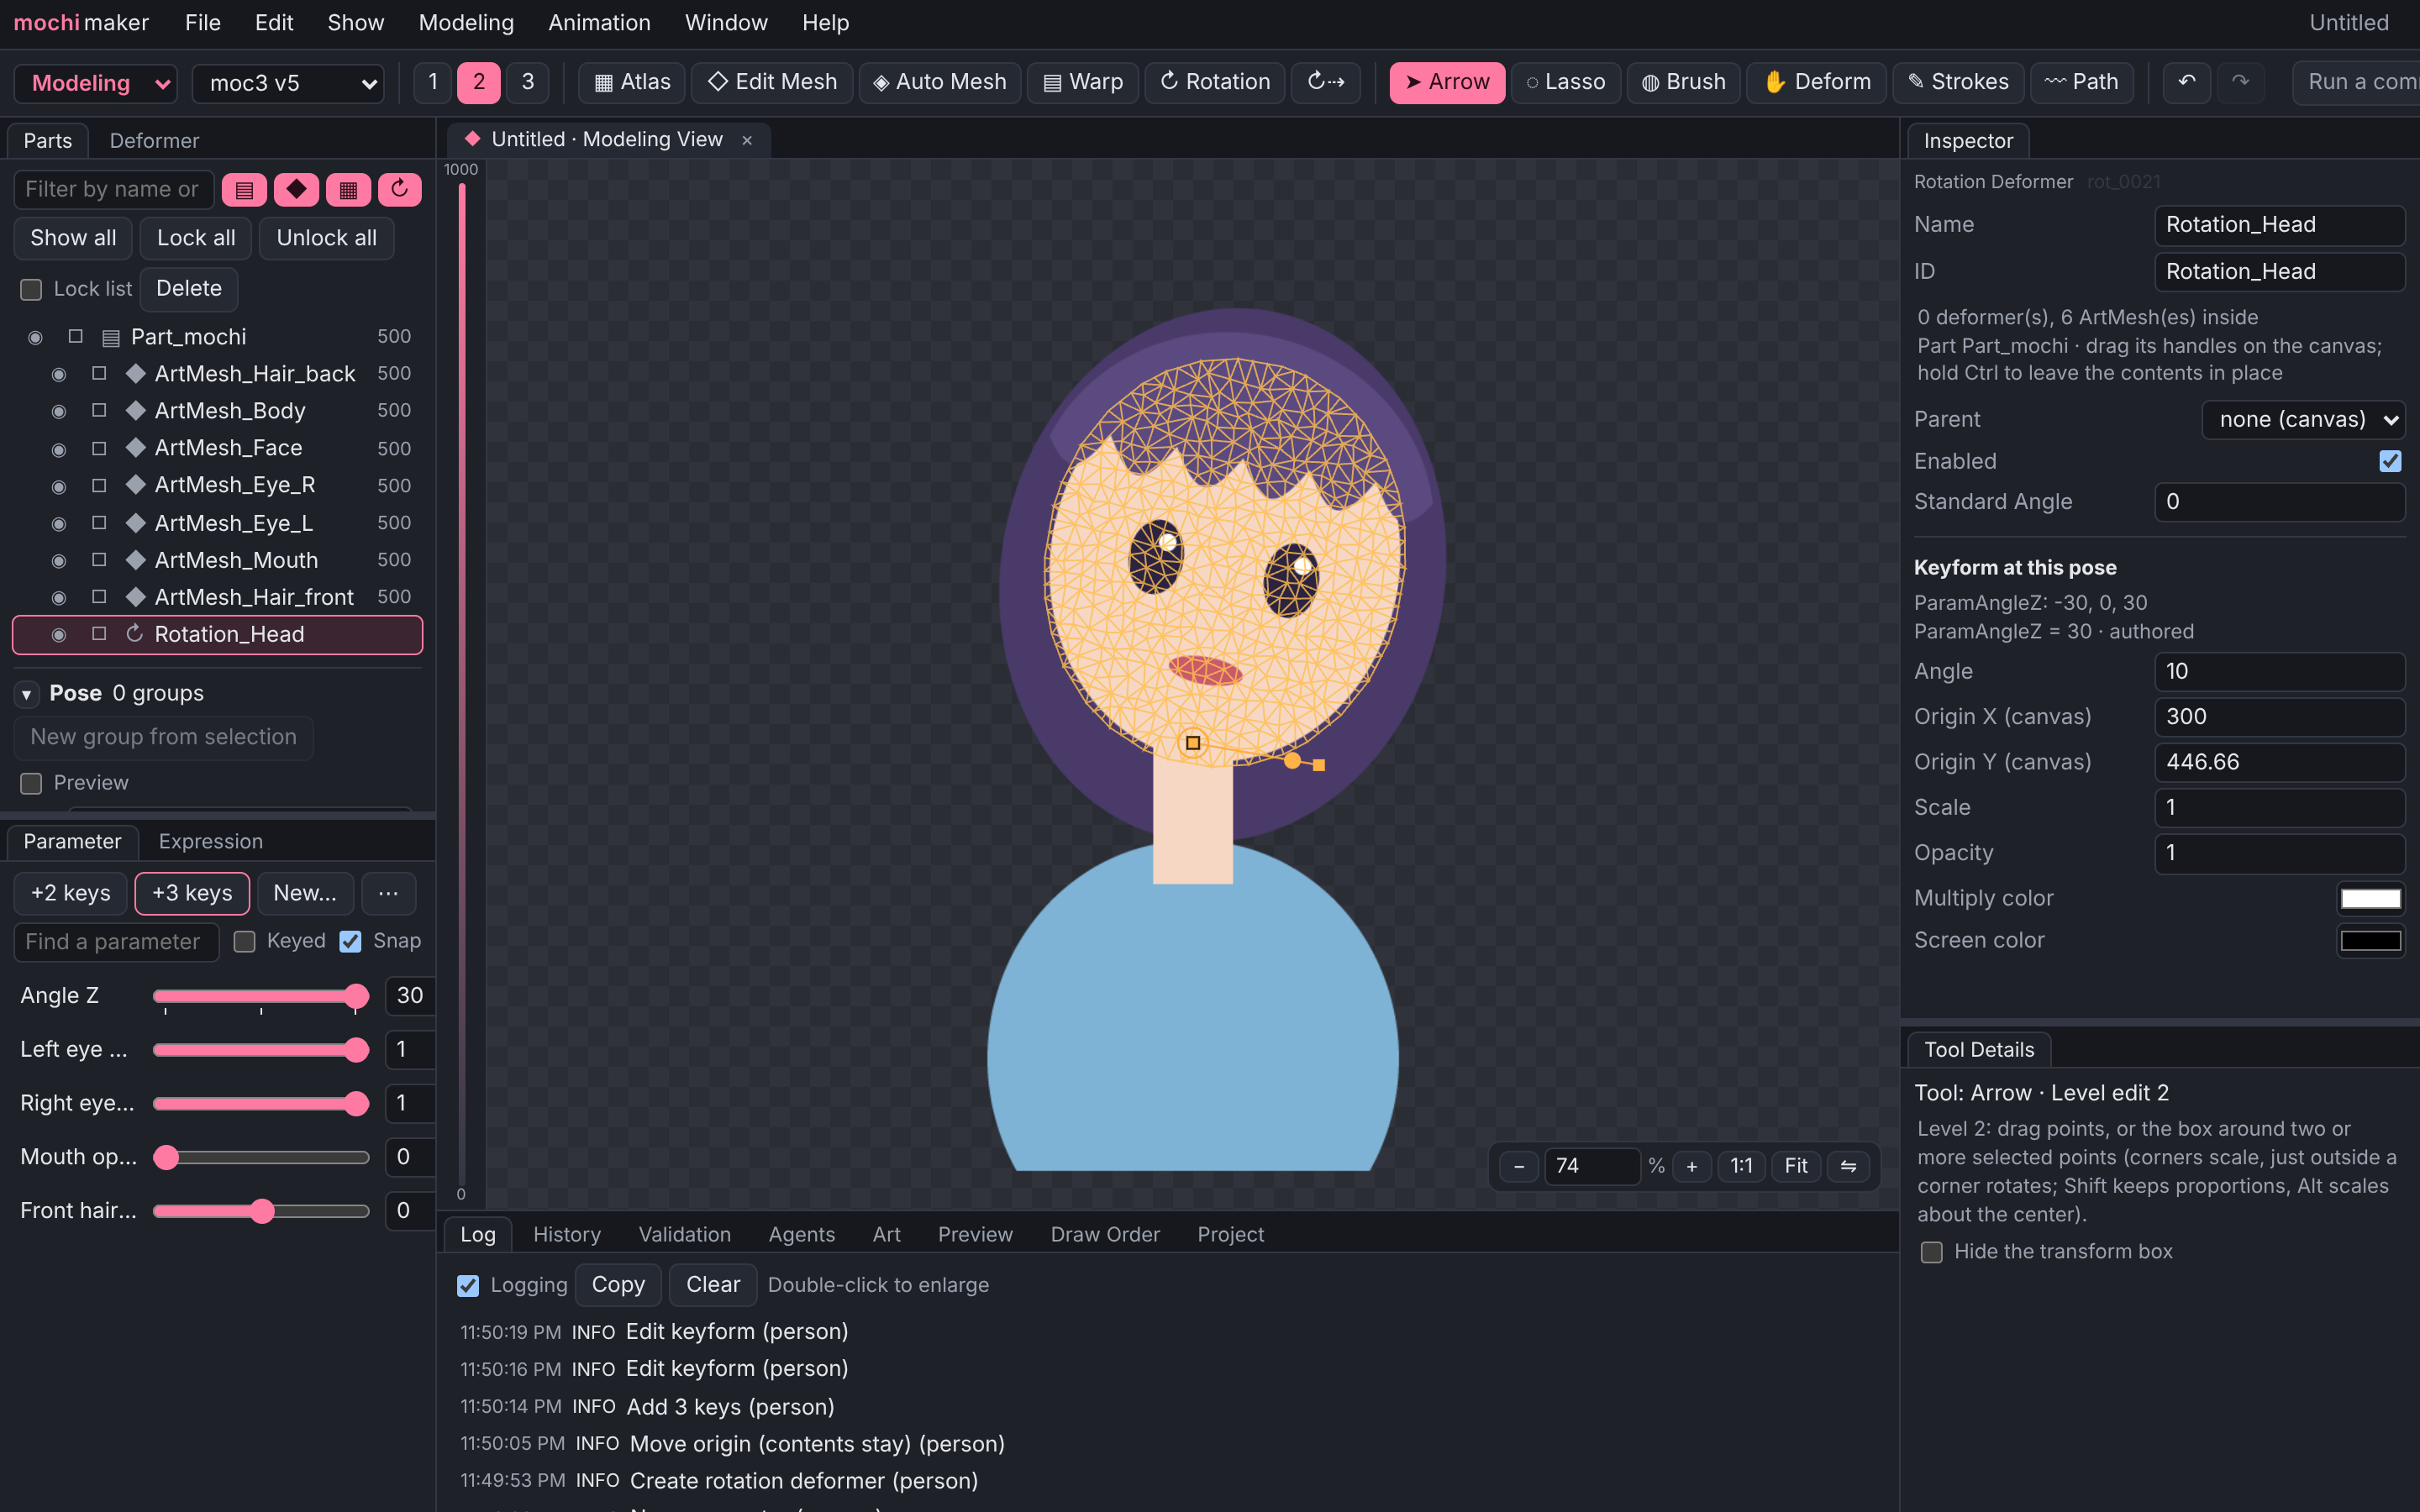 mochimaker File Edit Show Modeling Animation Window Help Untitled
Modeling moc3 v5 1 2 3 Atlas Edit Mesh Auto Mesh Warp Rotation Arrow Lasso Brush Deform Strokes Path Run a com
Parts Deformer
Filter by name or
Show all Lock all Unlock all
Lock list Delete
Part_mochi 500
ArtMesh_Hair_back 500
ArtMesh_Body 500
ArtMesh_Face 500
ArtMesh_Eye_R 500
ArtMesh_Eye_L 500
ArtMesh_Mouth 500
ArtMesh_Hair_front 500
Rotation_Head
Pose 0 groups
New group from selection
Preview
Parameter Expression
+2 keys +3 keys New... ...
Find a parameter Keyed Snap
Angle Z 30
Left eye ... 1
Right eye... 1
Mouth op... 0
Front hair... 0
Untitled · Modeling View ×
1000
0
− 74 % + 1:1 Fit
Log History Validation Agents Art Preview Draw Order Project
Logging Copy Clear Double-click to enlarge
11:50:19 PM INFO Edit keyform (person)
11:50:16 PM INFO Edit keyform (person)
11:50:14 PM INFO Add 3 keys (person)
11:50:05 PM INFO Move origin (contents stay) (person)
11:49:53 PM INFO Create rotation deformer (person)
Inspector
Rotation Deformer rot_0021
Name Rotation_Head
ID Rotation_Head
0 deformer(s), 6 ArtMesh(es) inside
Part Part_mochi · drag its handles on the canvas;
hold Ctrl to leave the contents in place
Parent none (canvas)
Enabled
Standard Angle 0
Keyform at this pose
ParamAngleZ: -30, 0, 30
ParamAngleZ = 30 · authored
Angle 10
Origin X (canvas) 300
Origin Y (canvas) 446.66
Scale 1
Opacity 1
Multiply color
Screen color
Tool Details
Tool: Arrow · Level edit 2
Level 2: drag points, or the box around two or
more selected points (corners scale, just outside a
corner rotates; Shift keeps proportions, Alt scales
about the center).
Hide the transform box